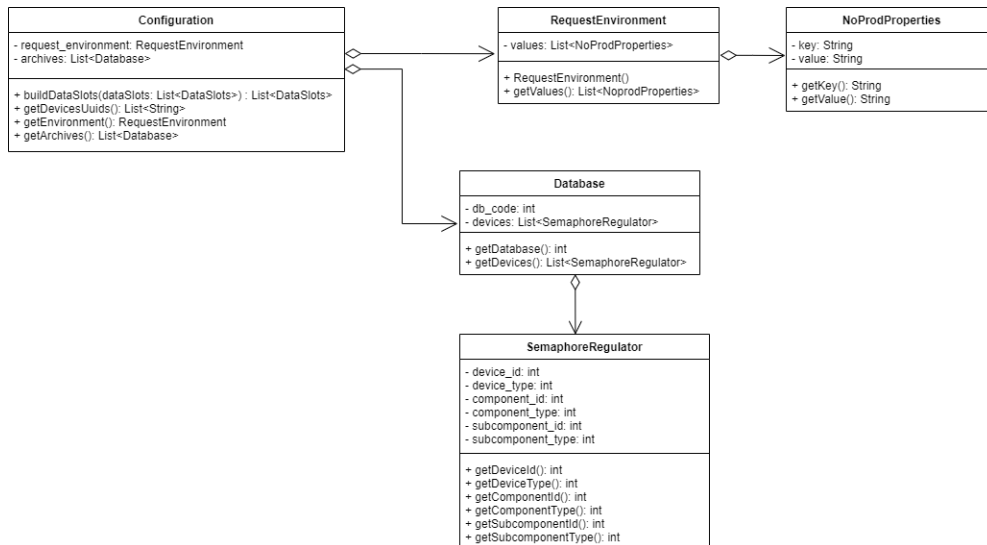 Configuration
- request_environment: RequestEnvironment
- archives: List<Database>
+ buildDataSlots(dataSlots: List<DataSlots>) : List<DataSlots>
+ getDevicesUuids(): List<String>
+ getEnvironment(): RequestEnvironment
+ getArchives(): List<Database>
RequestEnvironment
- values: List<NoProdProperties>
+ RequestEnvironment()
+ getValues(): List<NoprodProperties>
NoProdProperties
- key: String
- value: String
+ getKey(): String
+ getValue(): String
Database
- db_code: int
- devices: List<SemaphoreRegulator>
+ getDatabase(): int
+ getDevices(): List<SemaphoreRegulator>
SemaphoreRegulator
- device_id: int
- device_type: int
- component_id: int
- component_type: int
- subcomponent_id: int
- subcomponent_type: int
+ getDeviceId(): int
+ getDeviceType(): int
+ getComponentId(): int
+ getComponentType(): int
+ getSubcomponentId(): int
+ getSubcomponentType(): int